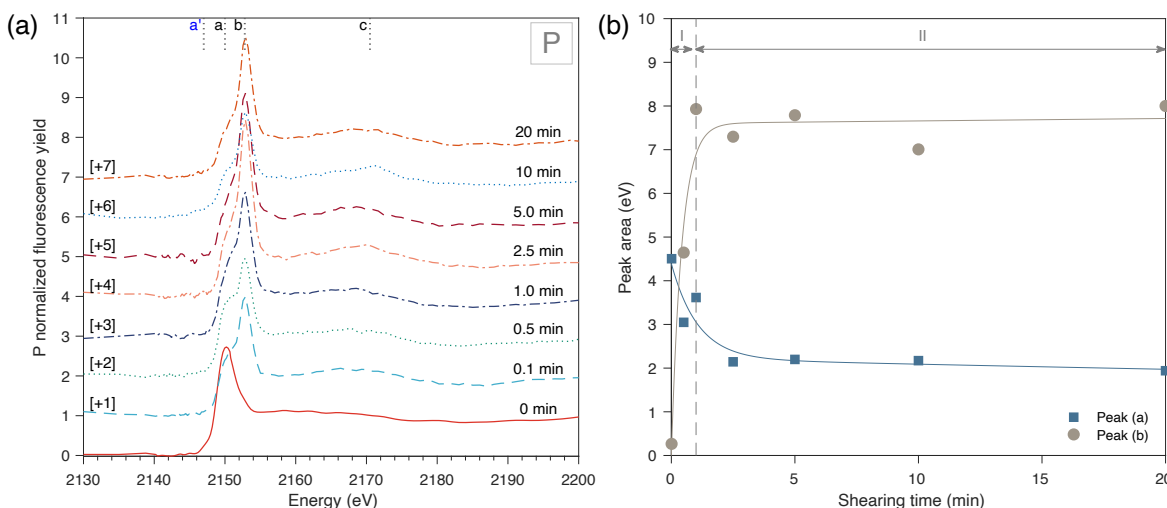 (a)
a' a b c
P
11
10
9
8
7
6
5
4
3
2
1
0
P normalized fluorescence yield
[+7] 20 min
[+6] 10 min
[+5] 5.0 min
[+4] 2.5 min
[+3] 1.0 min
[+2] 0.5 min
[+1] 0.1 min
0 min
2130 2140 2150 2160 2170 2180 2190 2200
Energy (eV)
(b)
I II
10
9
8
7
6
5
4
3
2
1
0
Peak area (eV)
Peak (a)
Peak (b)
0 5 10 15 20
Shearing time (min)